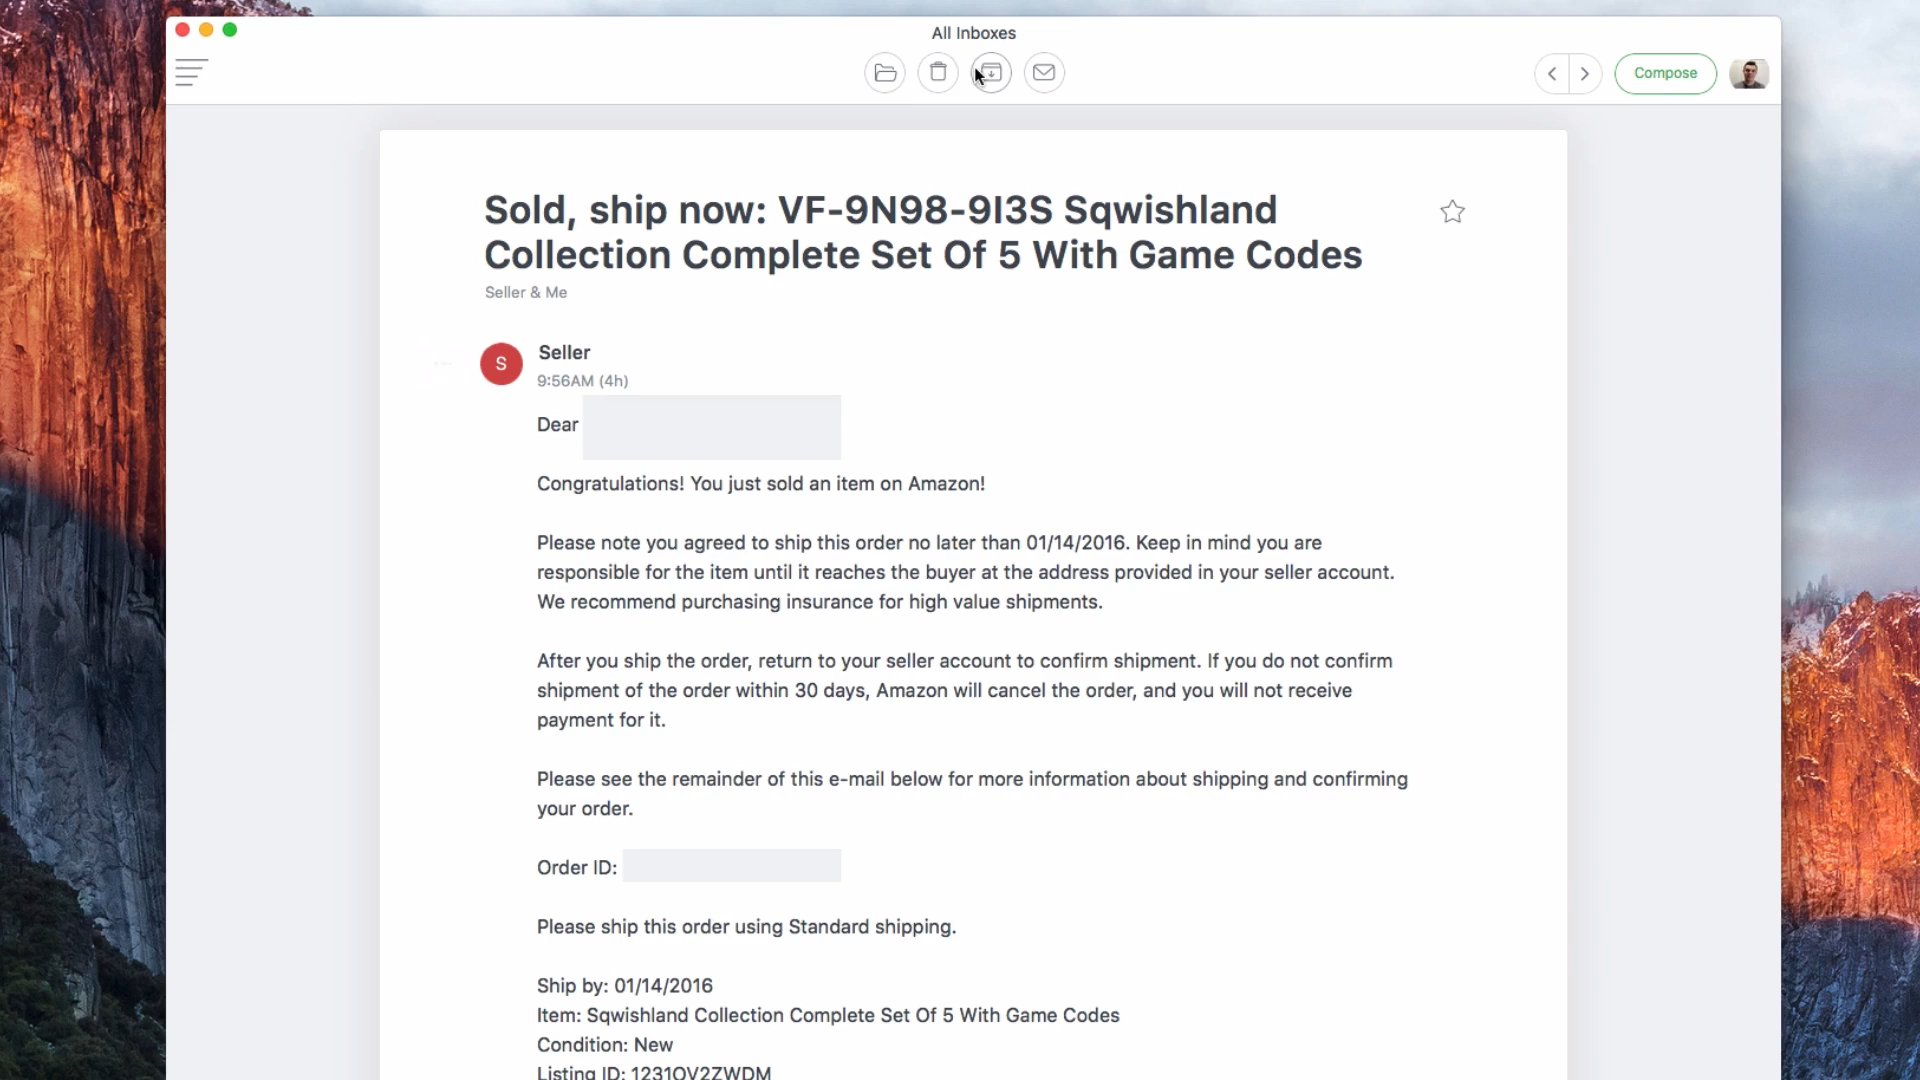 All Inboxes
Compose
Sold, ship now: VF-9N98-9I3S Sqwishland
Collection Complete Set Of 5 With Game Codes
Seller & Me
S
Seller
9:56AM (4h)
Dear
Congratulations! You just sold an item on Amazon!
Please note you agreed to ship this order no later than 01/14/2016. Keep in mind you are
responsible for the item until it reaches the buyer at the address provided in your seller account.
We recommend purchasing insurance for high value shipments.
After you ship the order, return to your seller account to confirm shipment. If you do not confirm
shipment of the order within 30 days, Amazon will cancel the order, and you will not receive
payment for it.
Please see the remainder of this e-mail below for more information about shipping and confirming
your order.
Order ID:
Please ship this order using Standard shipping.
Ship by: 01/14/2016
Item: Sqwishland Collection Complete Set Of 5 With Game Codes
Condition: New
Listing ID: 1231OV2ZWDM